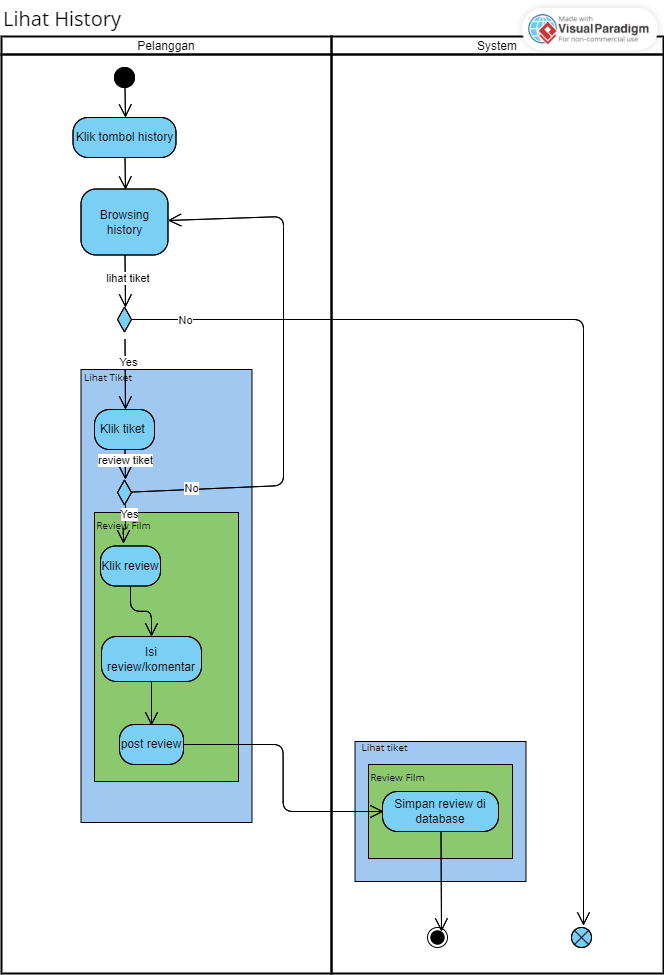 Lihat History
Made with
VisualParadigm
For non-commercial use
Pelanggan
System
Klik tombol history
Browsing
history
lihat tiket
No
Yes
Lihat Tiket
Klik tiket
review tiket
No
Yes
Review Film
Klik review
Isi
review/komentar
post review
Lihat tiket
Review Film
Simpan review di
database